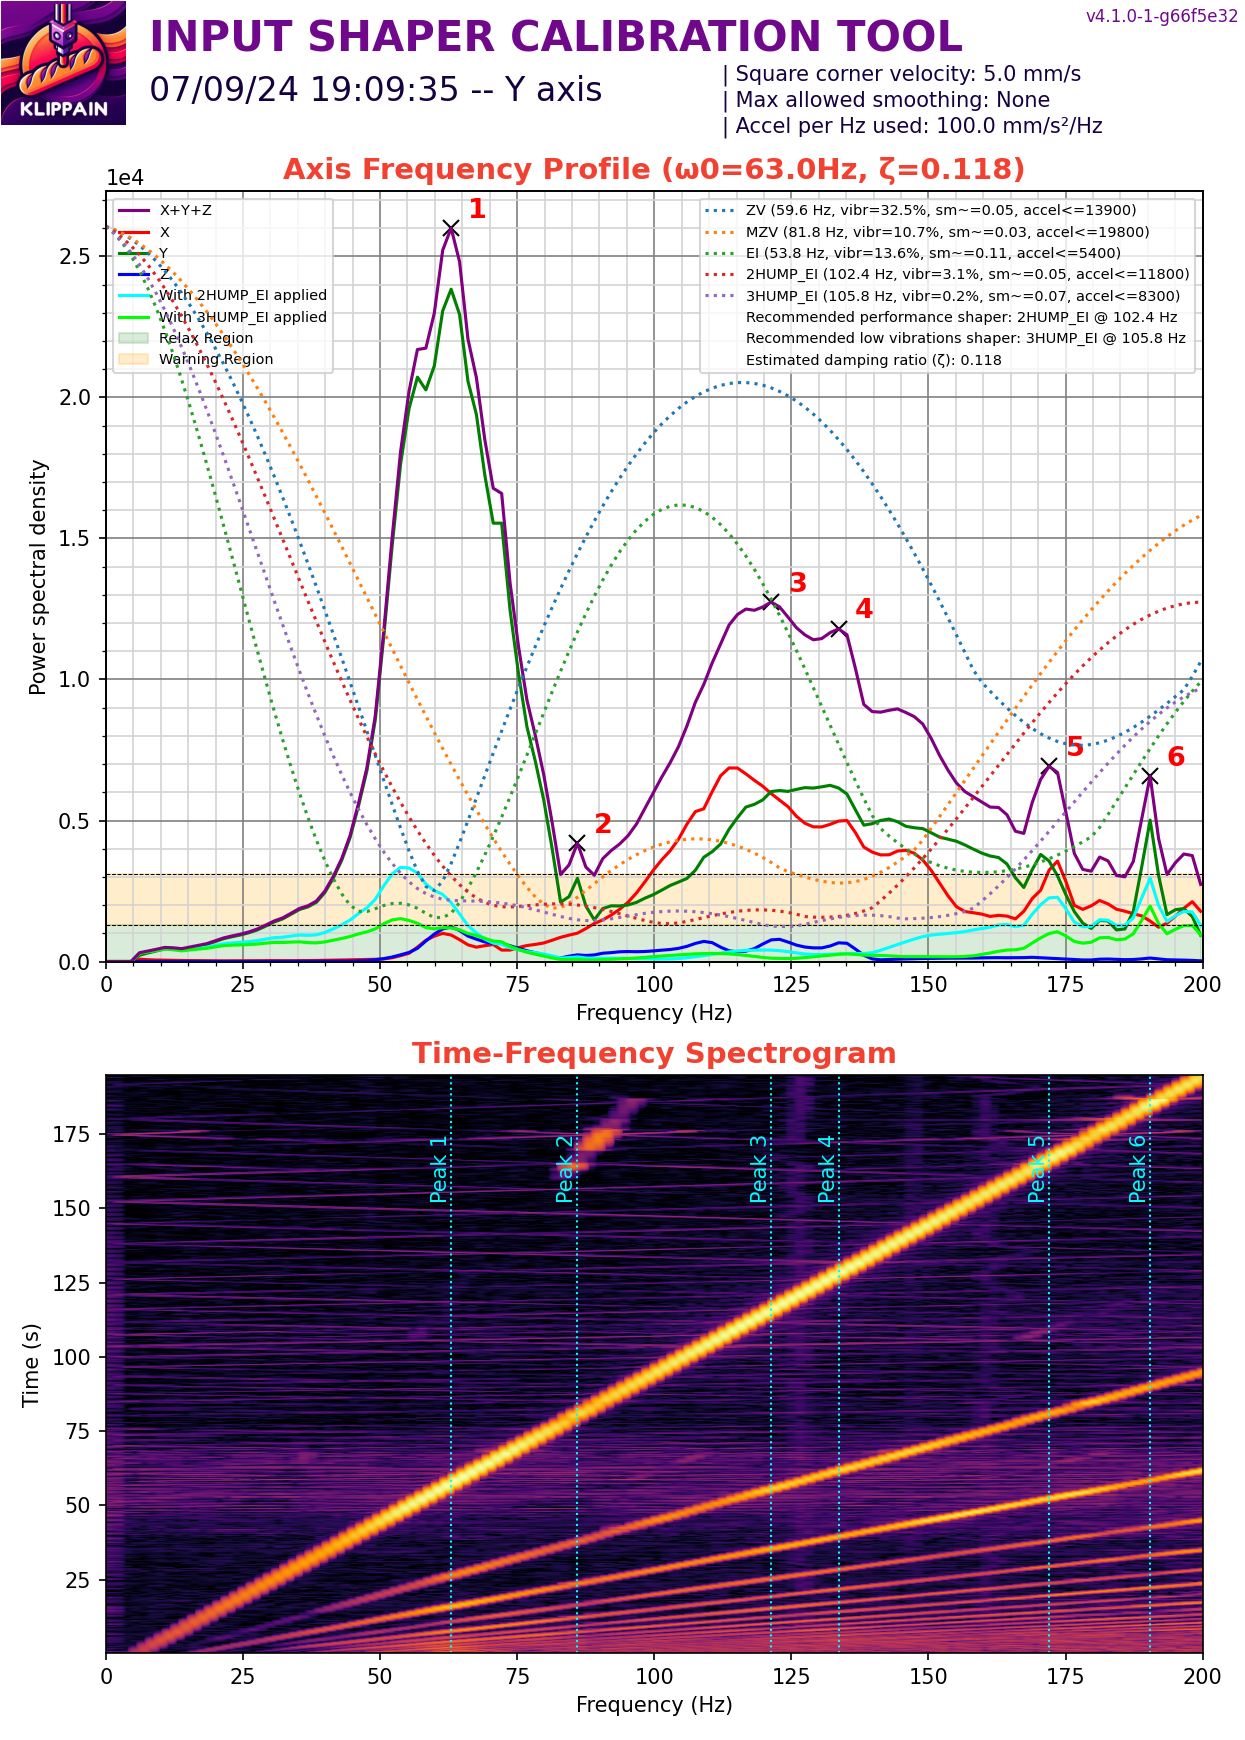 v4.1.0-1-g66f5e32
INPUT SHAPER CALIBRATION TOOL
07/09/24 19:09:35 -- Y axis
| Square corner velocity: 5.0 mm/s
| Max allowed smoothing: None
| Accel per Hz used: 100.0 mm/s²/Hz
KLIPPAIN
Axis Frequency Profile (ω0=63.0Hz, ζ=0.118)
1e4
X+Y+Z
X
Y
Z
With 2HUMP_EI applied
With 3HUMP_EI applied
Relax Region
Warning Region
ZV (59.6 Hz, vibr=32.5%, sm~=0.05, accel<=13900)
MZV (81.8 Hz, vibr=10.7%, sm~=0.03, accel<=19800)
EI (53.8 Hz, vibr=13.6%, sm~=0.11, accel<=5400)
2HUMP_EI (102.4 Hz, vibr=3.1%, sm~=0.05, accel<=11800)
3HUMP_EI (105.8 Hz, vibr=0.2%, sm~=0.07, accel<=8300)
Recommended performance shaper: 2HUMP_EI @ 102.4 Hz
Recommended low vibrations shaper: 3HUMP_EI @ 105.8 Hz
Estimated damping ratio (ζ): 0.118
1
2
3
4
5
6
2.5
2.0
1.5
1.0
0.5
0.0
Power spectral density
0 25 50 75 100 125 150 175 200
Frequency (Hz)
Time-Frequency Spectrogram
Peak 1
Peak 2
Peak 3
Peak 4
Peak 5
Peak 6
175
150
125
100
75
50
25
Time (s)
0 25 50 75 100 125 150 175 200
Frequency (Hz)